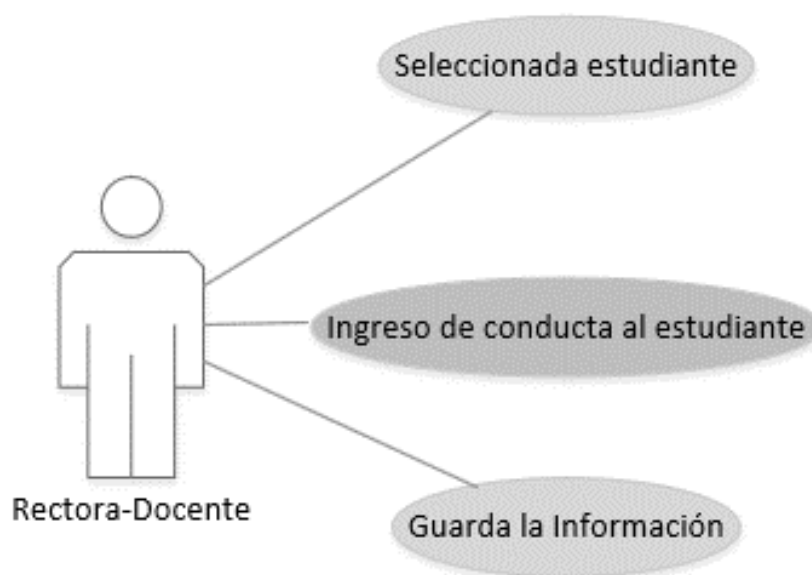 Seleccionada estudiante
Ingreso de conducta al estudiante
Rectora-Docente
Guarda la Información